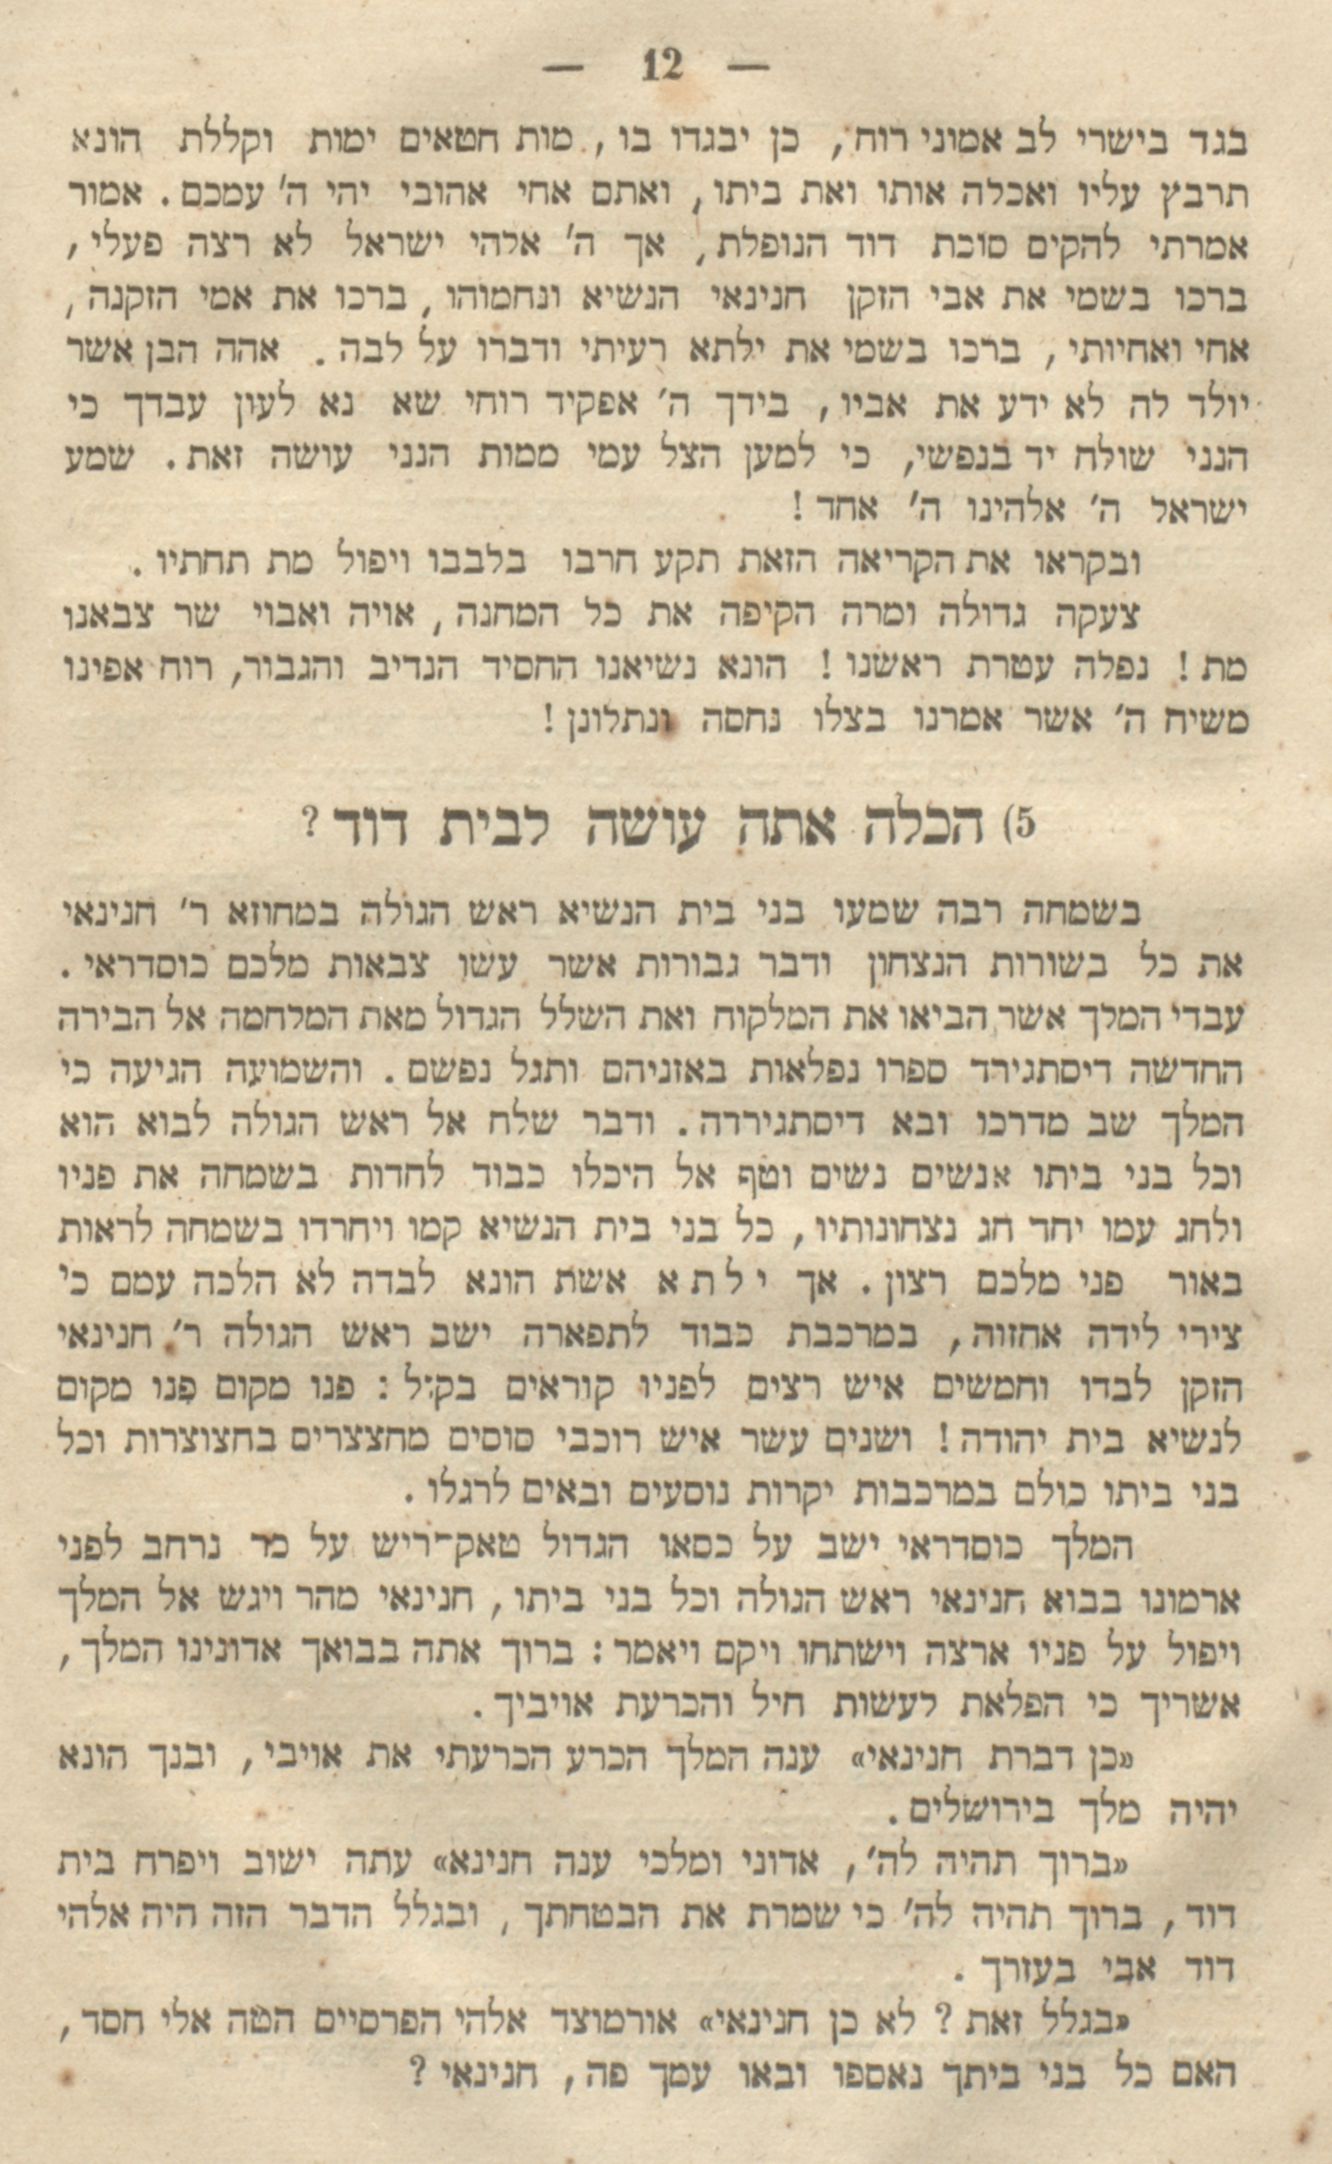 — 12 —
בגד בישרי לב אמוני רוח, כן יבגדו בו, מות חטאים ימות וקללת הונא
תרבץ עליו ואכלה אותו ואת ביתו, ואתם אחי אהובי יהי ה' עמכם. אמור
אמרתי להקים סוכת דוד הנופלת, אך ה' אלהי ישראל לא רצה פעלי,
ברכו בשמי את אבי הזקן חנינאי הנשיא ונחמוהו, ברכו את אמי הזקנה,
אחי ואחיותי, ברכו בשמי את ילתא רעיתי ודברו על לבה. אהה הבן אשר
יולד לה לא ידע את אביו, בידך ה' אפקיד רוחי שא נא לעון עבדך כי
הנני שולח יד בנפשי, כי למען הצל עמי ממות הנני עושה זאת. שמע
ישראל ה' אלהינו ה' אחד!
ובקראו את הקריאה הזאת תקע חרבו בלבבו ויפול מת תחתיו.
צעקה גדולה ומרה הקיפה את כל המחנה, אויה ואבוי שר צבאנו
מת! נפלה עטרת ראשנו! הונא נשיאנו החסיד הנדיב והגבור, רוח אפינו
משיח ה' אשר אמרנו בצלו נחסה ונתלונן!
5) הכלה אתה עושה לבית דוד?
בשמחה רבה שמעו בני בית הנשיא ראש הגולה במחוזא ר' חנינאי
את כל בשורות הנצחון ודבר גבורות אשר עשו צבאות מלכם כוסדראי.
עבדי המלך אשר הביאו את המלקוח ואת השלל הגדול מאת המלחמה אל הבירה
החדשה דיסתגירד ספרו נפלאות באזניהם ותגל נפשם. והשמועה הגיעה כי
המלך שב מדרכו ובא דיסתגירדה. ודבר שלח אל ראש הגולה לבוא הוא
וכל בני ביתו אנשים נשים וטף אל היכלו כבוד לחדות בשמחה את פניו
ולחג עמו יחד חג נצחונותיו, כל בני בית הנשיא קמו ויחרדו בשמחה לראות
באור פני מלכם רצון. אך ילתא אשת הונא לבדה לא הלכה עמם כי
צירי לידה אחזוה, במרכבת כבוד לתפארה ישב ראש הגולה ר' חנינאי
הזקן לבדו וחמשים איש רצים לפניו קוראים בקול: פנו מקום פנו מקום
לנשיא בית יהודה! ושנים עשר איש רוכבי סוסים מחצצרים בחצוצרות וכל
בני ביתו כולם במרכבות יקרות נוסעים ובאים לרגלו.
המלך כוסדראי ישב על כסאו הגדול טאק־ריש על כר נרחב לפני
ארמונו בבוא חנינאי ראש הגולה וכל בני ביתו, חנינאי מהר ויגש אל המלך
ויפול על פניו ארצה וישתחו ויקם ויאמר: ברוך אתה בבואך אדונינו המלך,
אשריך כי הפלאת לעשות חיל והכרעת אויביך.
«כן דברת חנינאי» ענה המלך הכרע הכרעתי את אויבי, ובנך הונא
יהיה מלך בירושלים.
«ברוך תהיה לה', אדוני ומלכי ענה חנינא» עתה ישוב ויפרח בית
דוד, ברוך תהיה לה' כי שמרת את הבטחתך, ובגלל הדבר הזה היה אלהי
דוד אבי בעזרך.
«בגלל זאת? לא כן חנינאי» אורמוצד אלהי הפרסיים הטה אלי חסד,
האם כל בני ביתך נאספו ובאו עמך פה, חנינאי?